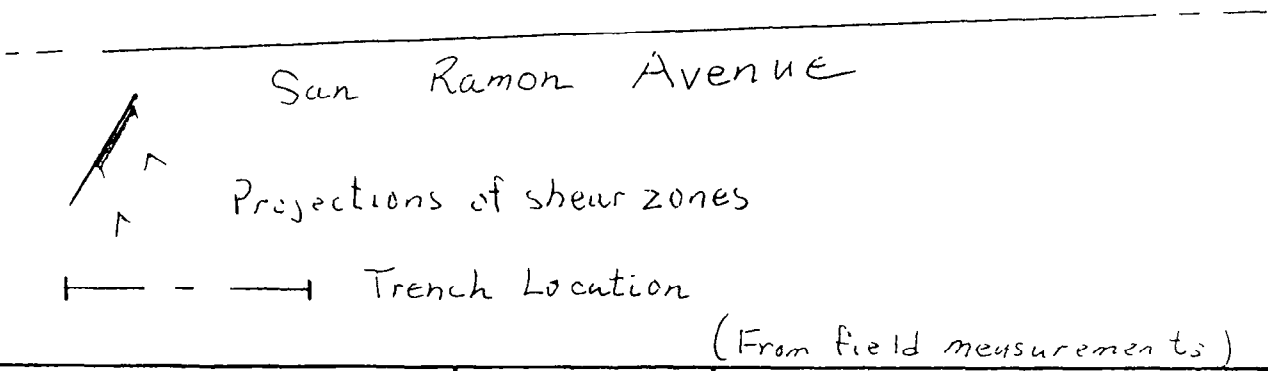 San Ramon Avenue
Projections of shear zones
Trench Location
(From field measurements)